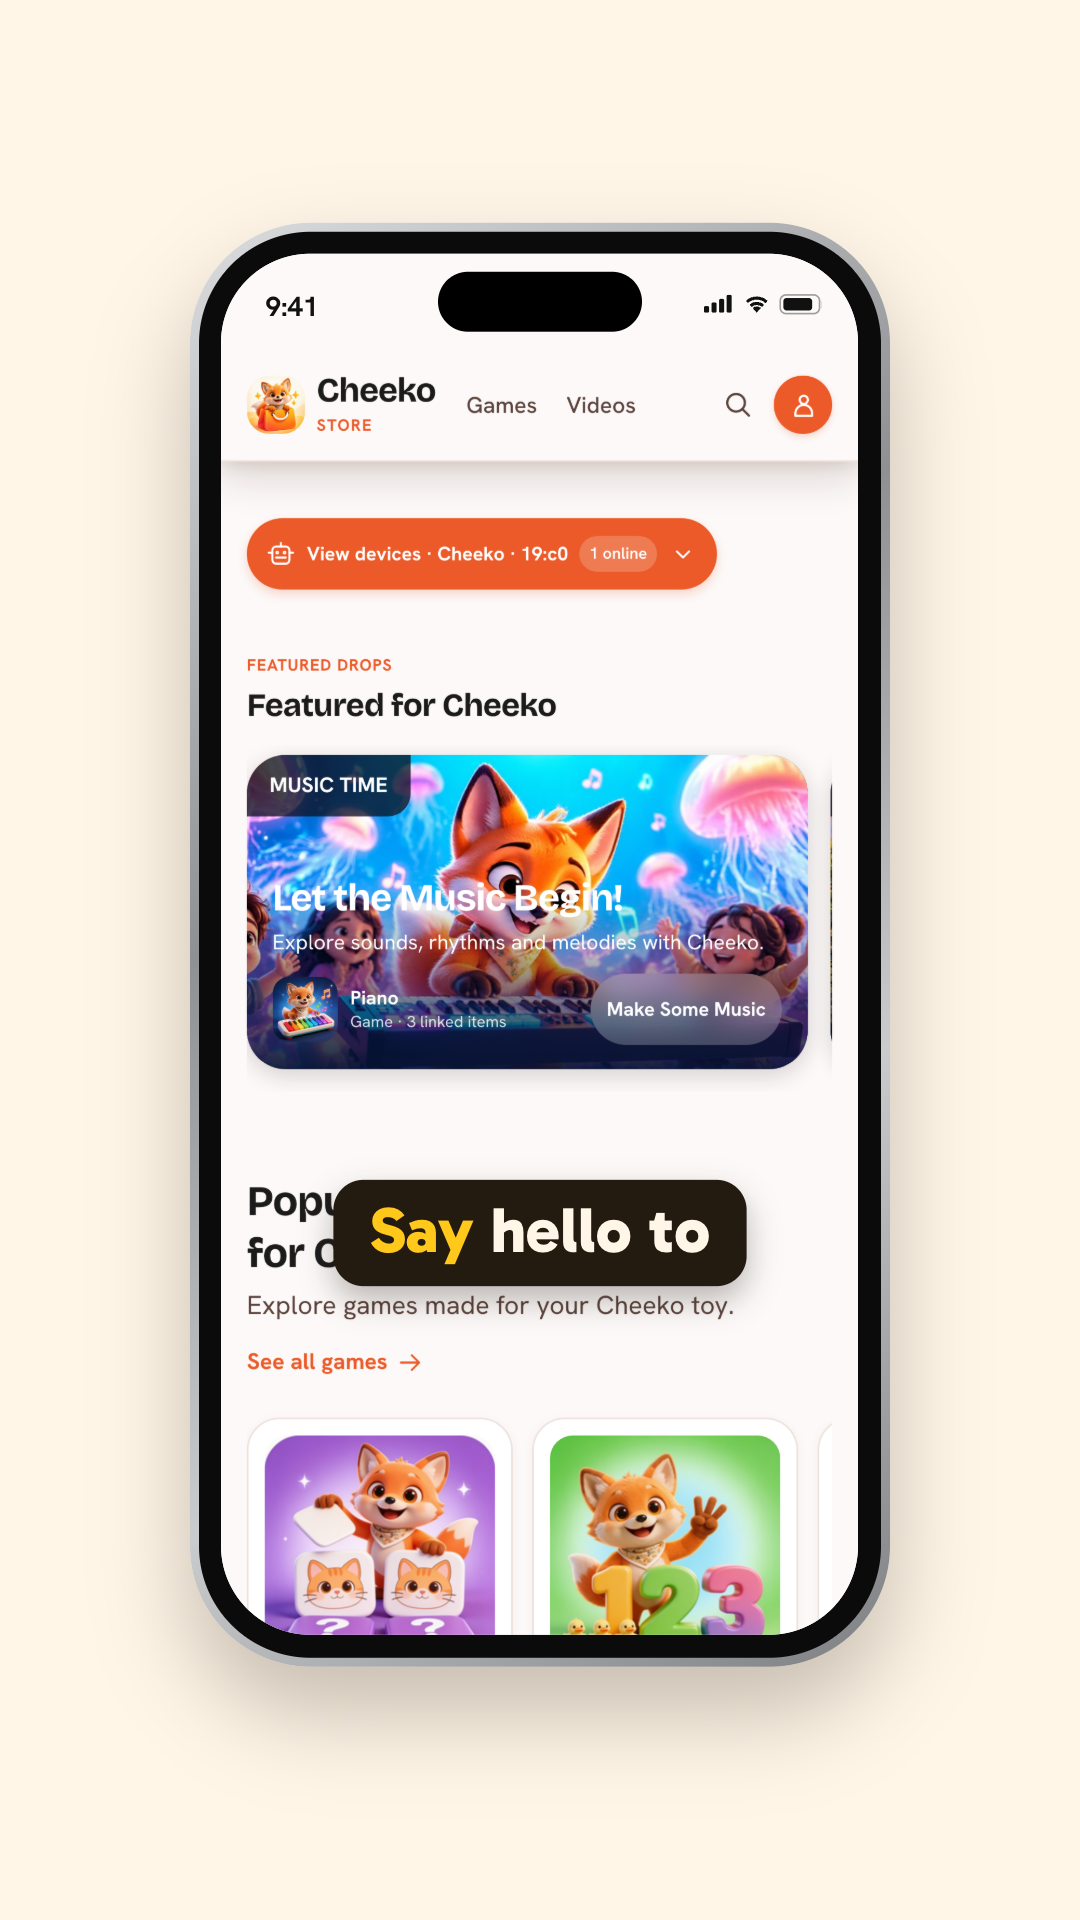 9:41
Cheeko
STORE
Games
Videos
View devices · Cheeko · 19:c0
1 online
FEATURED DROPS
Featured for Cheeko
MUSIC TIME
Let the Music Begin!
Explore sounds, rhythms and melodies with Cheeko.
Piano
Game · 3 linked items
Make Some Music
Say hello to
Explore games made for your Cheeko toy.
See all games →
? ?
123